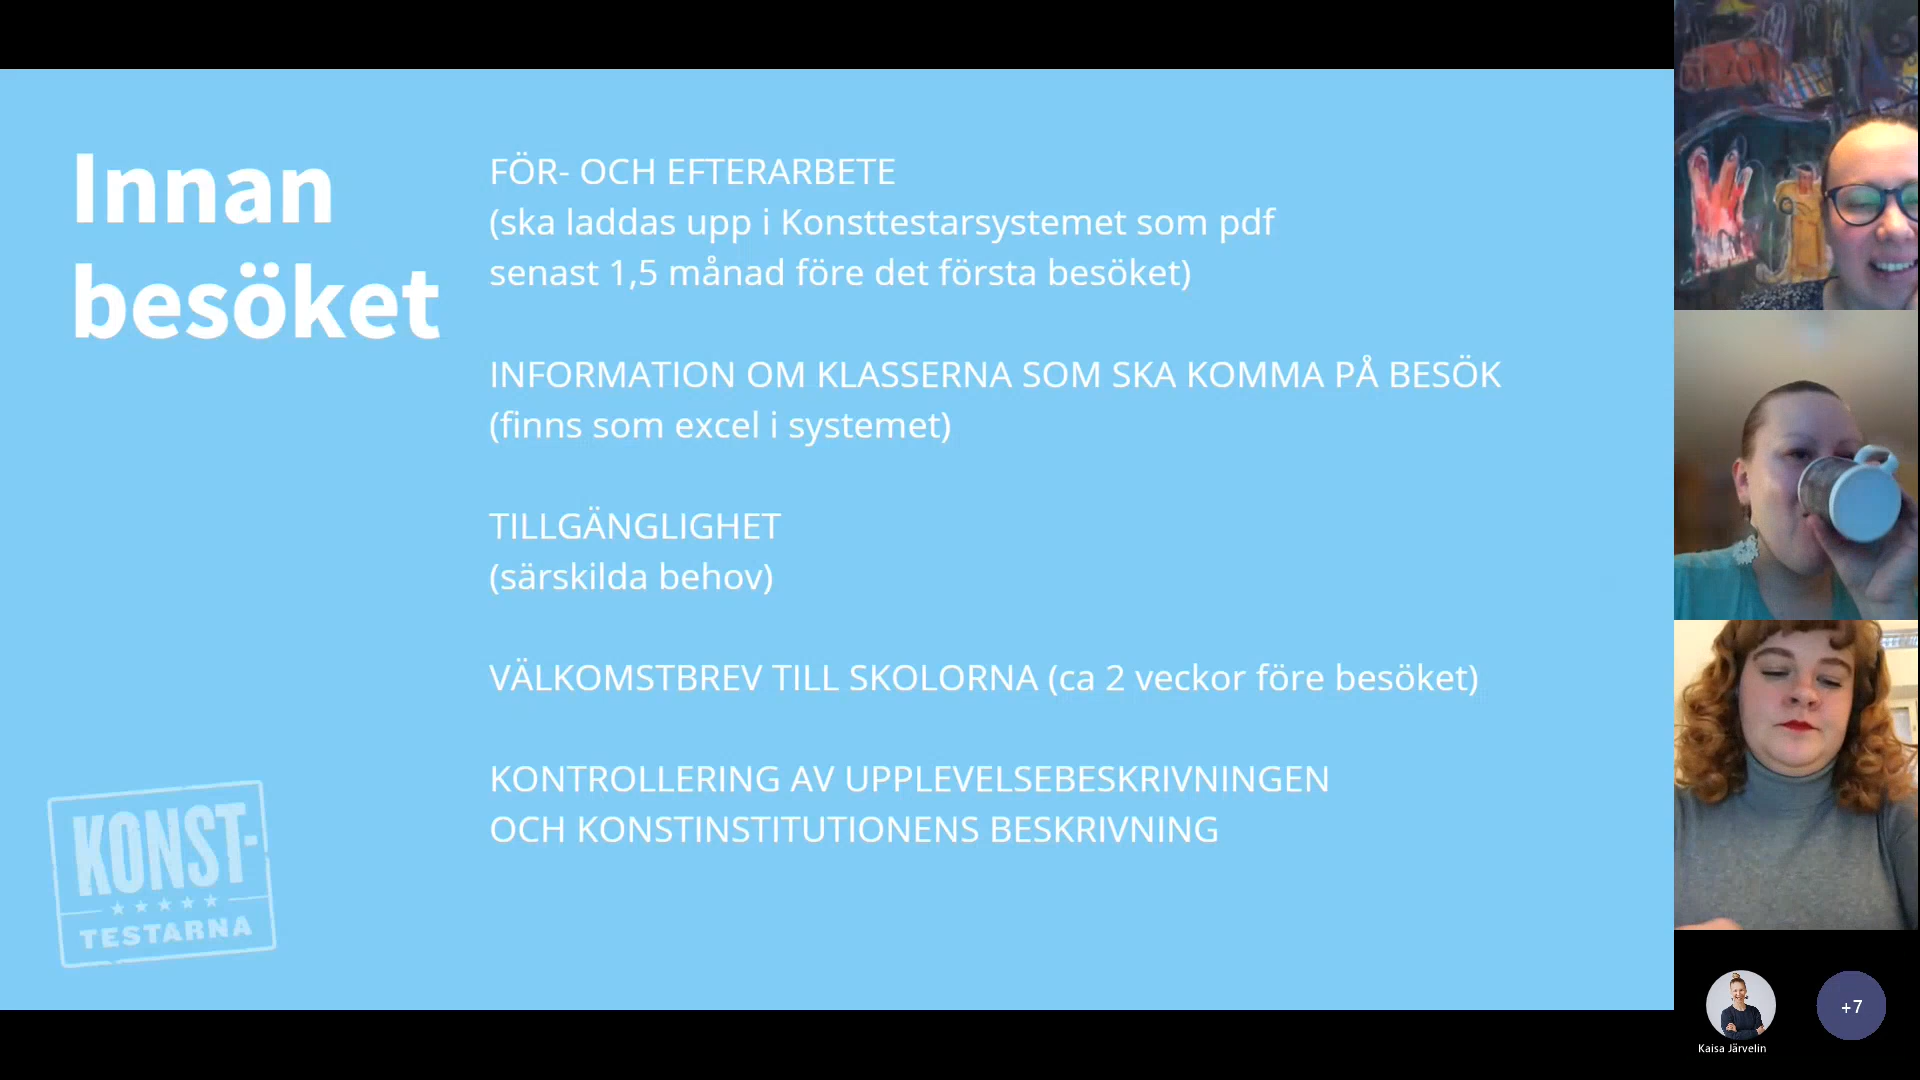 Innan
besöket
FÖR- OCH EFTERARBETE
(ska laddas upp i Konsttestarsystemet som pdf
senast 1,5 månad före det första besöket)
INFORMATION OM KLASSERNA SOM SKA KOMMA PÅ BESÖK
(finns som excel i systemet)
TILLGÄNGLIGHET
(särskilda behov)
VÄLKOMSTBREV TILL SKOLORNA (ca 2 veckor före besöket)
KONTROLLERING AV UPPLEVELSEBESKRIVNINGEN
OCH KONSTINSTITUTIONENS BESKRIVNING
KONST-
TESTARNA
Kaisa Järvelin
+7